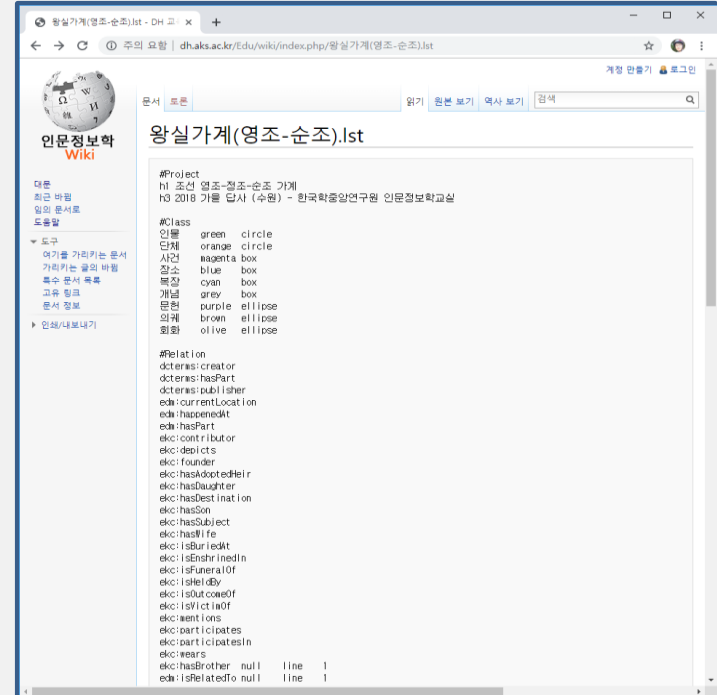 왕실가계(영조-순조).lst - DH 교육
주의 요함 | dh.aks.ac.kr/Edu/wiki/index.php/왕실가계(영조-순조).lst
계정 만들기 로그인
문서 토론 읽기 원본 보기 역사 보기 검색
인문정보학
Wiki
대문
최근 바뀜
임의 문서로
도움말
도구
여기를 가리키는 문서
가리키는 글의 바뀜
특수 문서 목록
고유 링크
문서 정보
인쇄/내보내기
왕실가계(영조-순조).lst
#Project
h1 조선 영조-정조-순조 가계
h3 2018 가을 답사 (수원) - 한국학중앙연구원 인문정보학교실
#Class
인물 green circle
단체 orange circle
사건 magenta box
장소 blue box
복장 cyan box
개념 grey box
문헌 purple ellipse
의궤 brown ellipse
회화 olive ellipse
#Relation
dcterms:creator
dcterms:hasPart
dcterms:publisher
edm:currentLocation
edm:happenedAt
edm:hasPart
ekc:contributor
ekc:depicts
ekc:founder
ekc:hasAdoptedHeir
ekc:hasDaughter
ekc:hasDestination
ekc:hasSon
ekc:hasSubject
ekc:hasWife
ekc:isBuriedAt
ekc:isEnshrinedIn
ekc:isFuneralOf
ekc:isHeldBy
ekc:isOutcomeOf
ekc:isVictimOf
ekc:mentions
ekc:participates
ekc:participatesIn
ekc:wears
ekc:hasBrother null line 1
edm:isRelatedTo null line 1